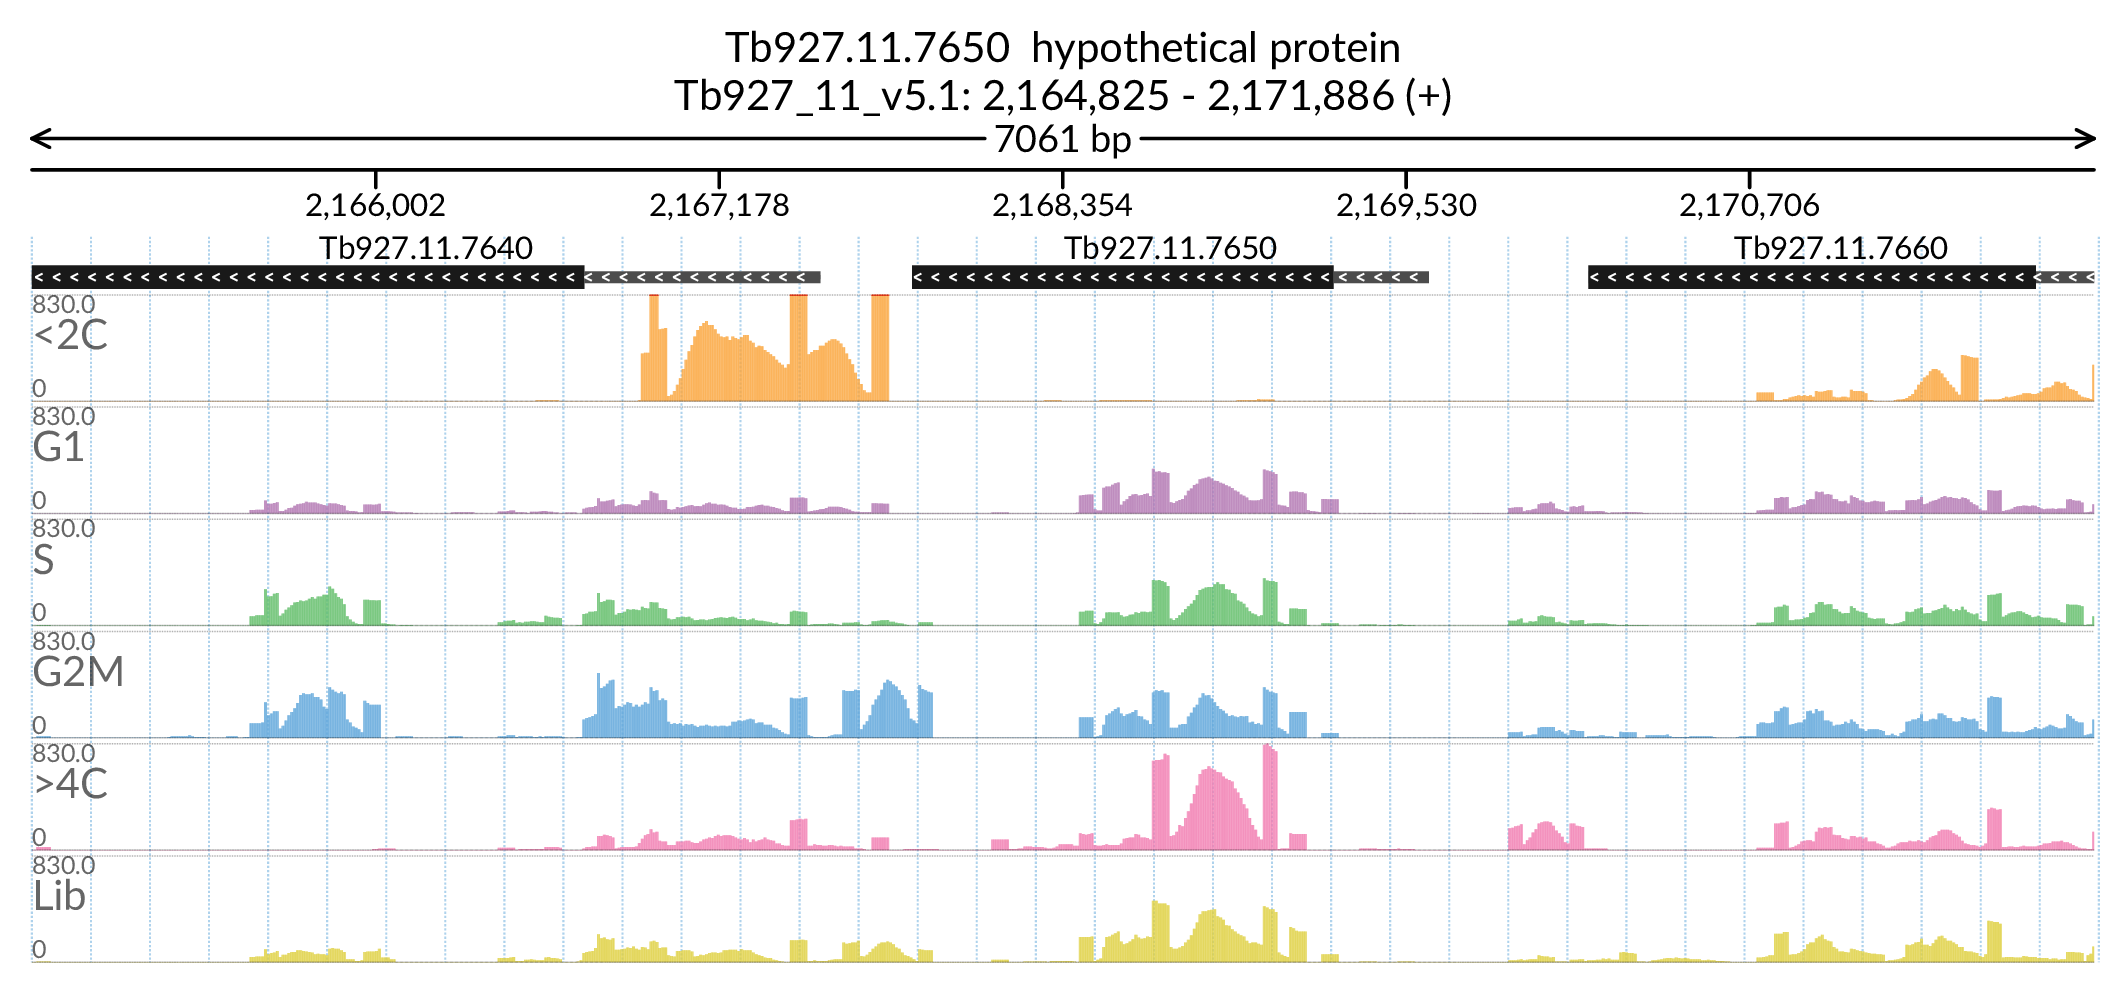 Tb927.11.7650 hypothetical protein
Tb927_11_v5.1: 2,164,825 - 2,171,886 (+)
7061 bp
2,166,002 2,167,178 2,168,354 2,169,530 2,170,706
Tb927.11.7640 Tb927.11.7650 Tb927.11.7660
830.0
<2C
0
830.0
G1
0
830.0
S
0
830.0
G2M
0
830.0
>4C
0
830.0
Lib
0